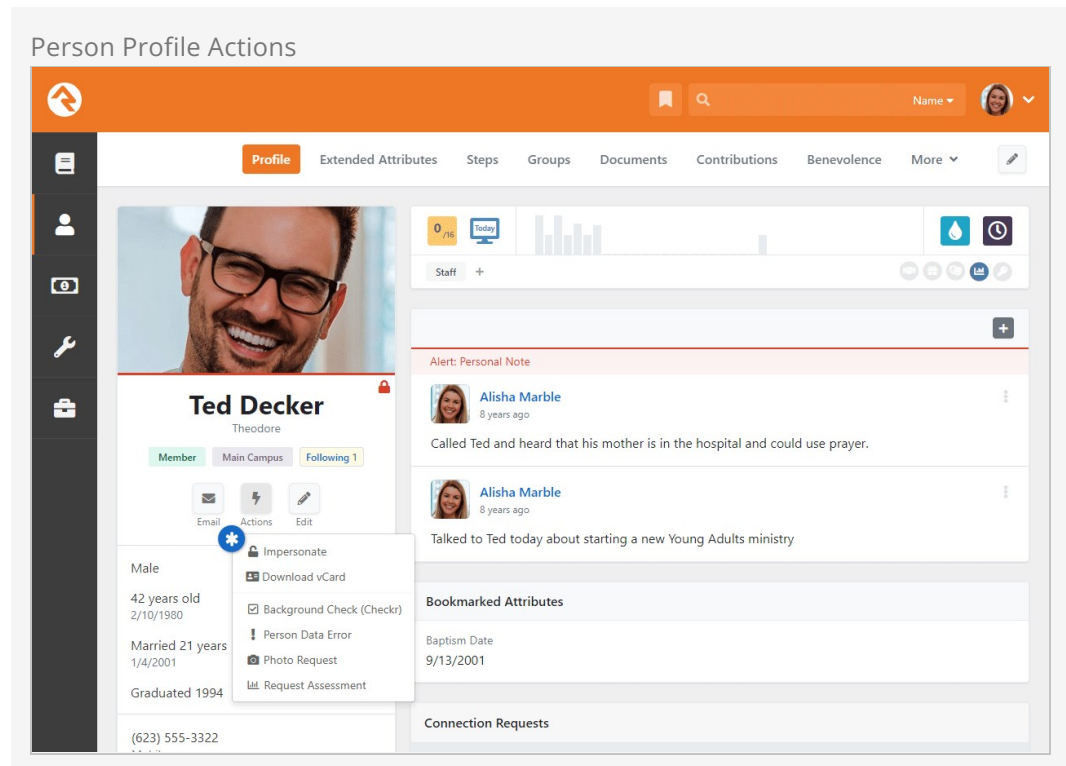 Person Profile Actions
Name
Profile Extended Attributes Steps Groups Documents Contributions Benevolence More
0 /16 Today
Staff +
Alert: Personal Note
Alisha Marble
8 years ago
Called Ted and heard that his mother is in the hospital and could use prayer.
Alisha Marble
8 years ago
Talked to Ted today about starting a new Young Adults ministry
Bookmarked Attributes
Baptism Date
9/13/2001
Connection Requests
Ted Decker
Theodore
Member Main Campus Following 1
Email Actions Edit
Impersonate
Download vCard
Background Check (Checkr)
Person Data Error
Photo Request
Request Assessment
Male
42 years old
2/10/1980
Married 21 years
1/4/2001
Graduated 1994
(623) 555-3322